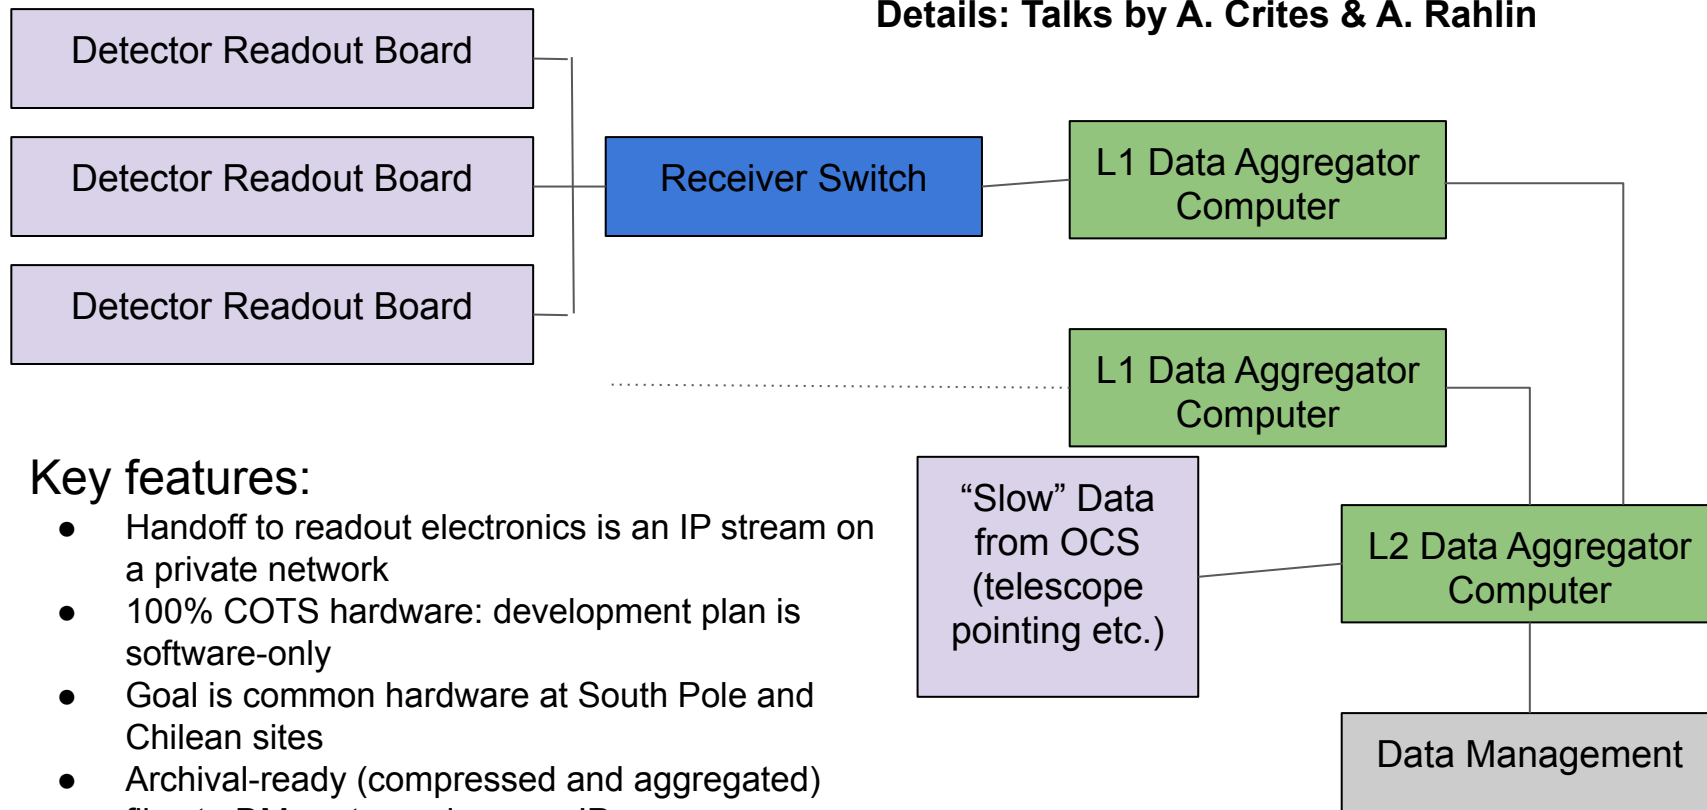 Details: Talks by A. Crites & A. Rahlin
Detector Readout Board
Detector Readout Board
Detector Readout Board
Receiver Switch
L1 Data Aggregator
Computer
L1 Data Aggregator
Computer
“Slow” Data
from OCS
(telescope
pointing etc.)
L2 Data Aggregator
Computer
Data Management
Key features:
● Handoff to readout electronics is an IP stream on
a private network
● 100% COTS hardware: development plan is
software-only
● Goal is common hardware at South Pole and
Chilean sites
● Archival-ready (compressed and aggregated)